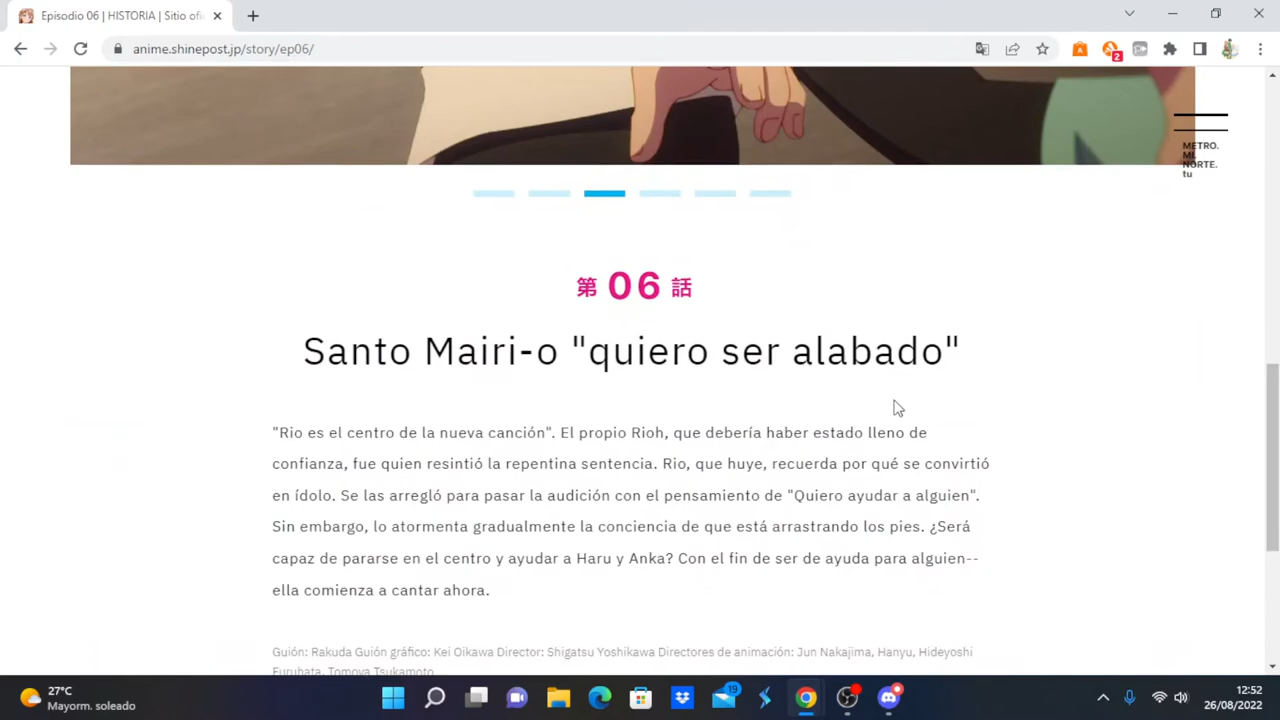 Episodio 06 | HISTORIA | Sitio ofi
anime.shinepost.jp/story/ep06/
2
METRO.
MI.
NORTE.
tu
第 06 話
Santo Mairi-o "quiero ser alabado"
"Rio es el centro de la nueva canción". El propio Rioh, que debería haber estado lleno de
confianza, fue quien resintió la repentina sentencia. Rio, que huye, recuerda por qué se convirtió
en ídolo. Se las arregló para pasar la audición con el pensamiento de "Quiero ayudar a alguien".
Sin embargo, lo atormenta gradualmente la conciencia de que está arrastrando los pies. ¿Será
capaz de pararse en el centro y ayudar a Haru y Anka? Con el fin de ser de ayuda para alguien--
ella comienza a cantar ahora.
Guión: Rakuda Guión gráfico: Kei Oikawa Director: Shigatsu Yoshikawa Directores de animación: Jun Nakajima, Hanyu, Hideyoshi
Furuhata, Tomoya Tsukamoto
27°C
Mayorm. soleado
19
12:52
26/08/2022